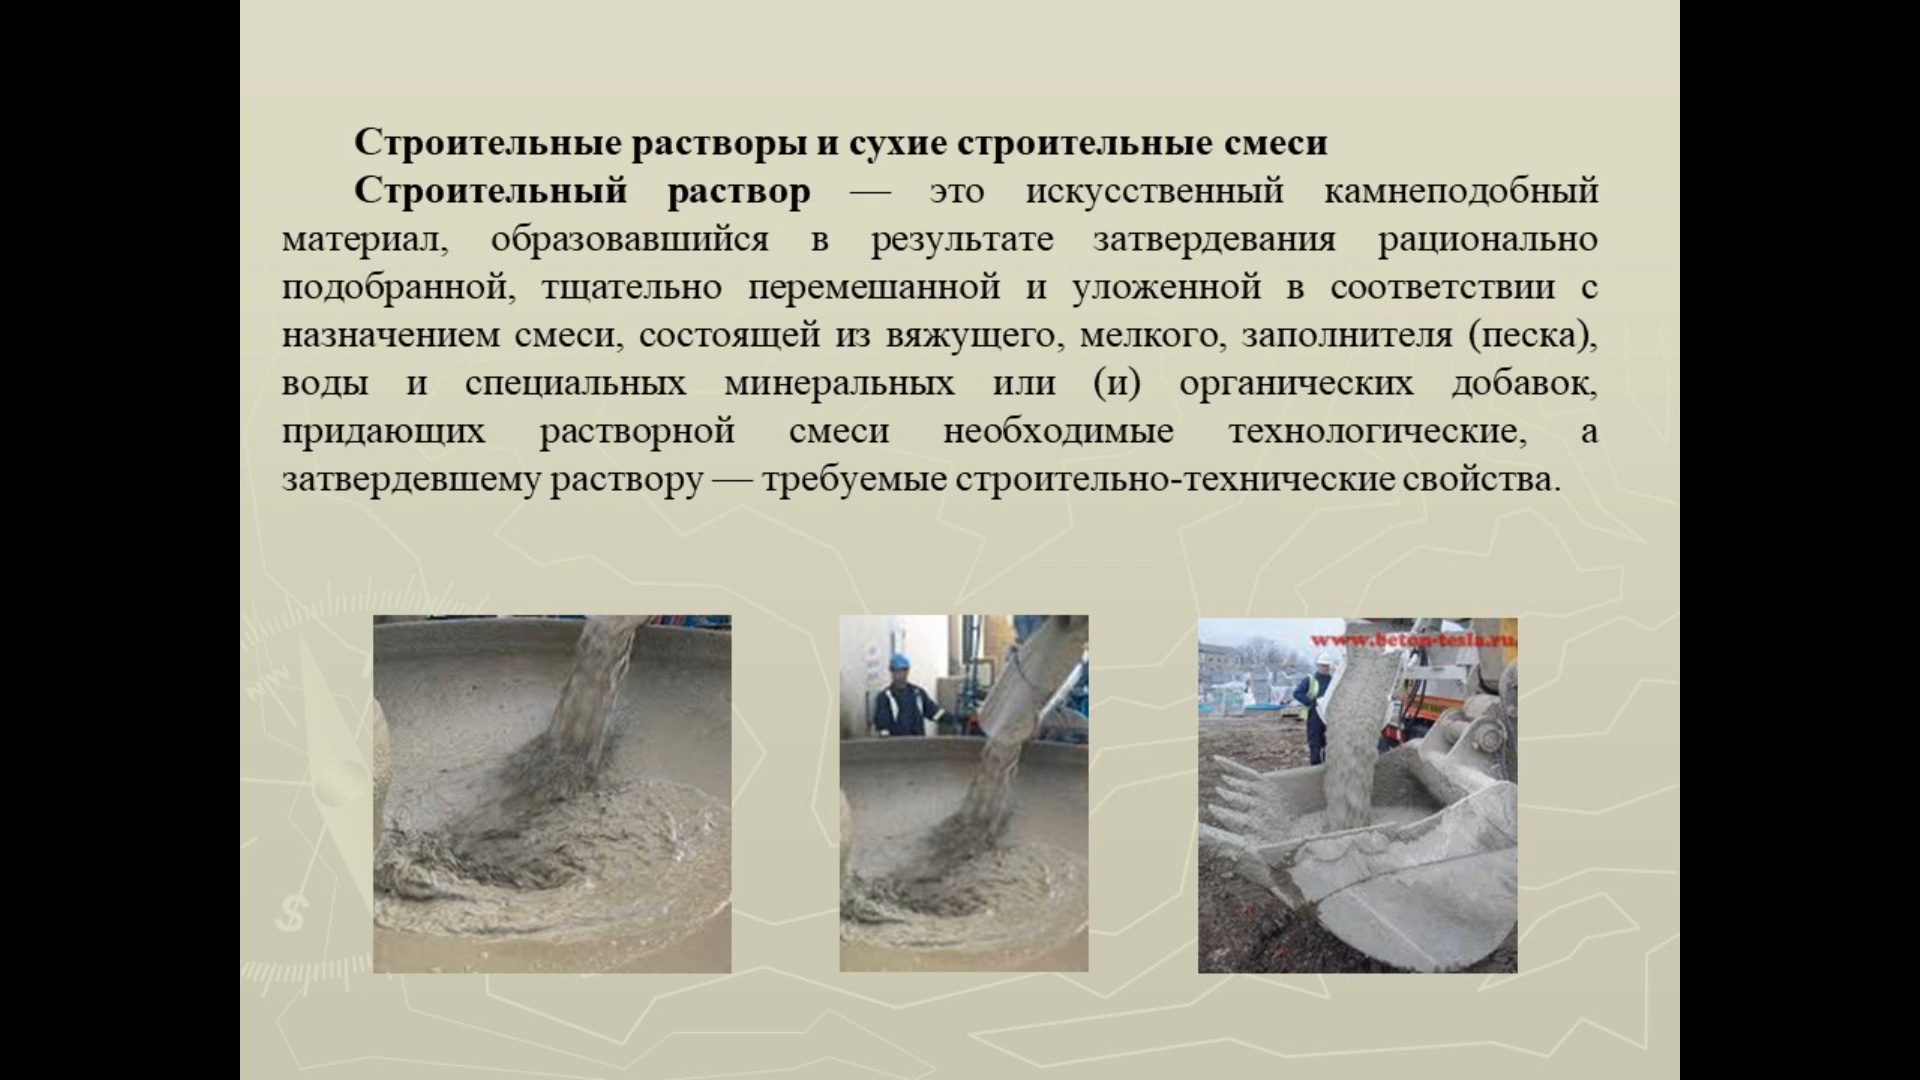 Строительные растворы и сухие строительные смеси
Строительный раствор — это искусственный камнеподобный
материал, образовавшийся в результате затвердевания рационально
подобранной, тщательно перемешанной и уложенной в соответствии с
назначением смеси, состоящей из вяжущего, мелкого, заполнителя (песка),
воды и специальных минеральных или (и) органических добавок,
придающих растворной смеси необходимые технологические, а
затвердевшему раствору — требуемые строительно-технические свойства.
www.beton-tesla.ru
NW
S